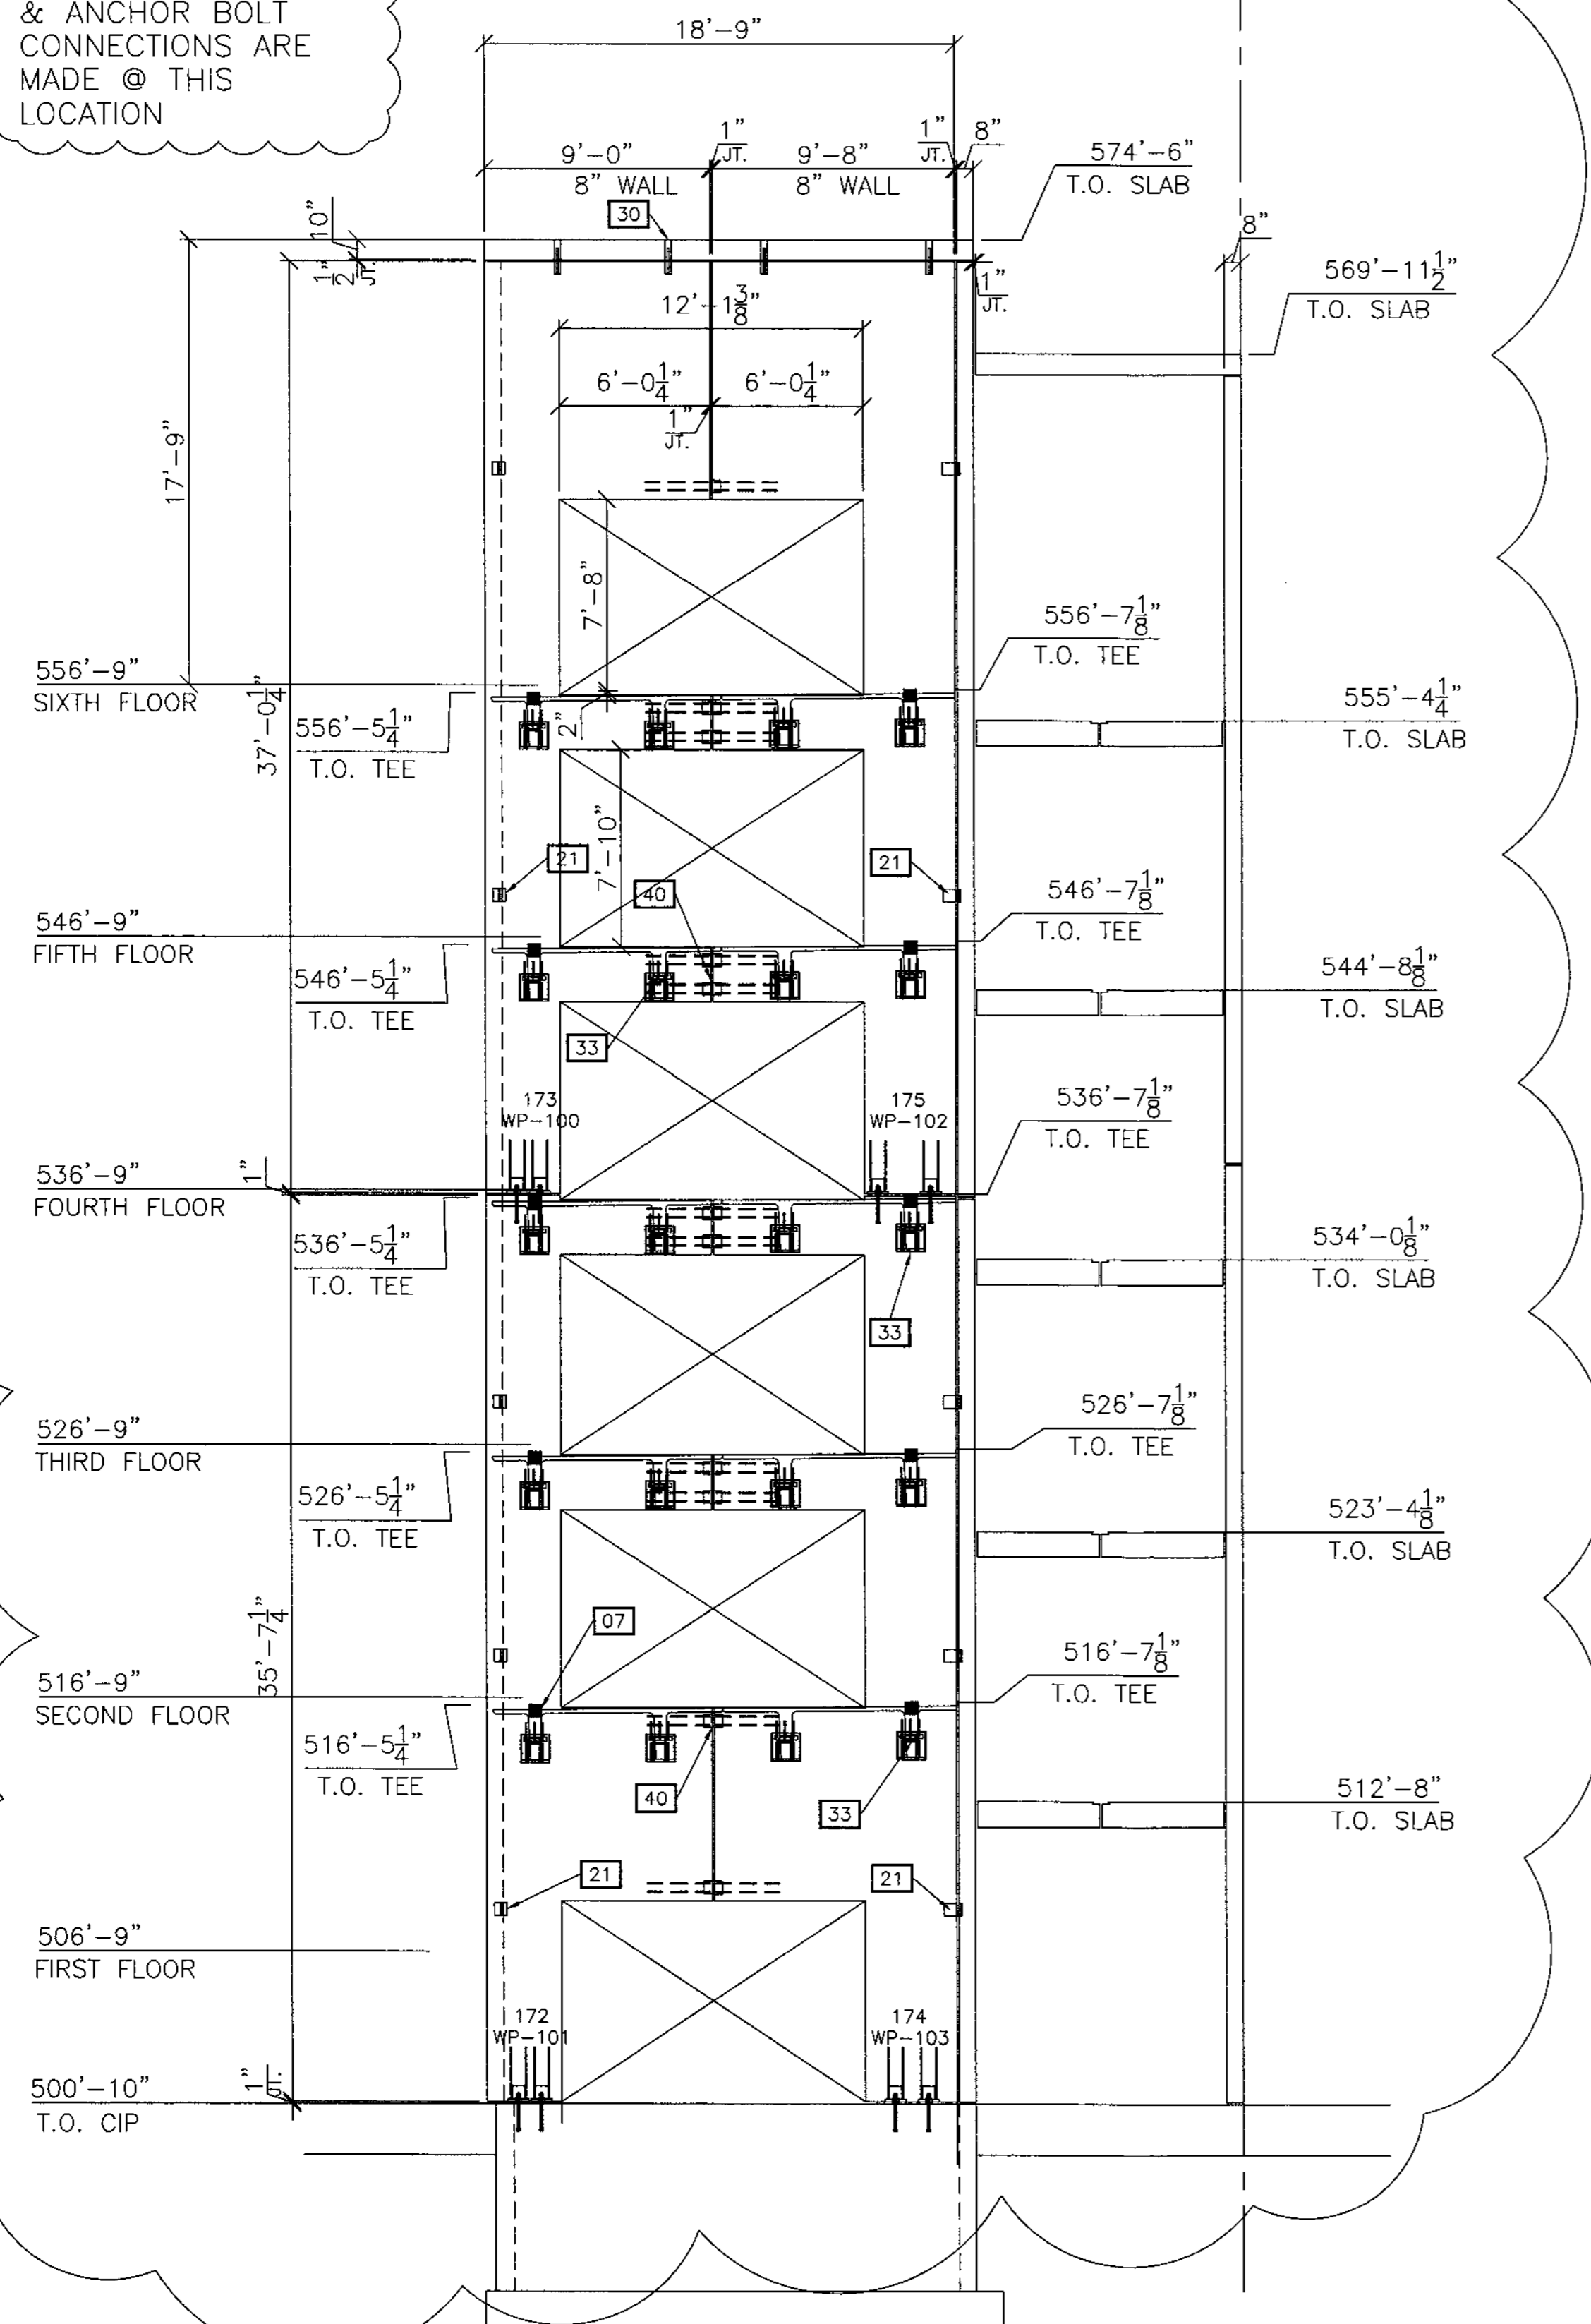 & ANCHOR BOLT
CONNECTIONS ARE
MADE @ THIS
LOCATION
18'-9"
9'-0"
8" WALL
1"
JT.
9'-8"
8" WALL
1"
JT.
8"
574'-6"
T.O. SLAB
30
10"
1"
2
JT.
8"
569'-11 1/2"
T.O. SLAB
1"
JT.
12'-1 3/8"
6'-0 1/4"
6'-0 1/4"
1"
JT.
17'-9"
7'-8"
556'-7 1/8"
T.O. TEE
556'-9"
SIXTH FLOOR
37'-0 1/4"
556'-5 1/4"
T.O. TEE
2"
555'-4 1/4"
T.O. SLAB
7'-10"
21
21
40
546'-7 1/8"
T.O. TEE
546'-9"
FIFTH FLOOR
546'-5 1/4"
T.O. TEE
544'-8 1/8"
T.O. SLAB
33
173
WP-100
175
WP-102
536'-7 1/8"
T.O. TEE
536'-9"
FOURTH FLOOR
1"
536'-5 1/4"
T.O. TEE
534'-0 1/8"
T.O. SLAB
33
526'-7 1/8"
T.O. TEE
526'-9"
THIRD FLOOR
526'-5 1/4"
T.O. TEE
523'-4 1/8"
T.O. SLAB
35'-7 1/4"
07
516'-7 1/8"
T.O. TEE
516'-9"
SECOND FLOOR
516'-5 1/4"
T.O. TEE
40
33
512'-8"
T.O. SLAB
21
21
506'-9"
FIRST FLOOR
172
WP-101
174
WP-103
1"
JT.
500'-10"
T.O. CIP